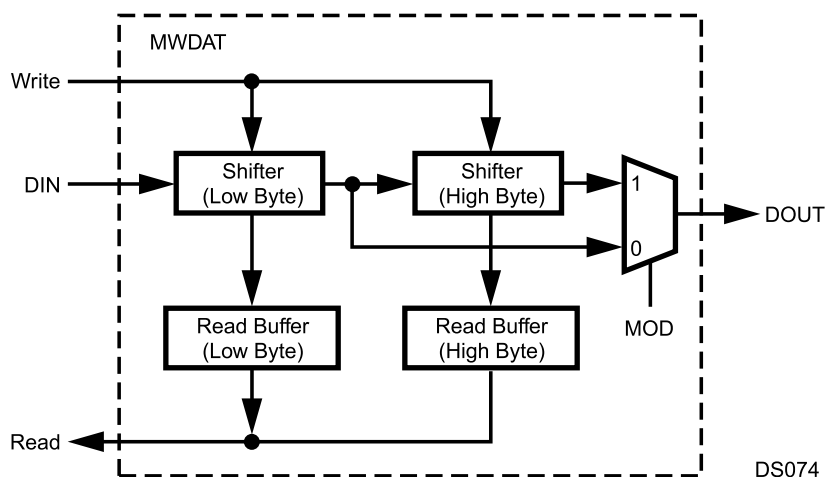 MWDAT
Write
DIN
Shifter
(Low Byte)
Shifter
(High Byte)
1
0
DOUT
MOD
Read Buffer
(Low Byte)
Read Buffer
(High Byte)
Read
DS074